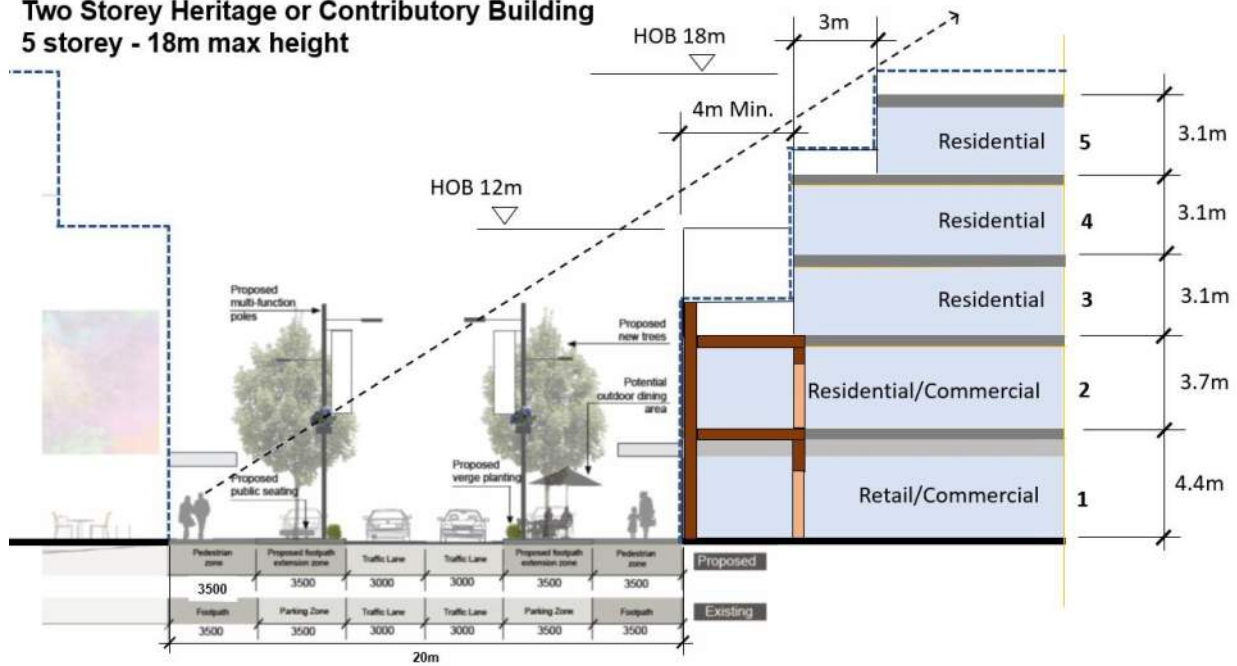 Two Storey Heritage or Contributory Building
5 storey - 18m max height
HOB 18m
3m
4m Min.
HOB 12m
Residential 5 3.1m
Residential 4 3.1m
Residential 3 3.1m
Residential/Commercial 2 3.7m
Retail/Commercial 1 4.4m
Proposed
multi-function
poles
Proposed
new trees
Potential
outdoor dining
area
Proposed
public seating
Proposed
verge planting
Pedestrian
zone
Proposed footpath
extension zone
Traffic Lane
Traffic Lane
Proposed footpath
extension zone
Pedestrian
zone
Proposed
3500 3500 3000 3000 3500 3500
Footpath Parking Zone Traffic Lane Traffic Lane Parking Zone Footpath Existing
3500 3500 3000 3000 3500 3500
20m